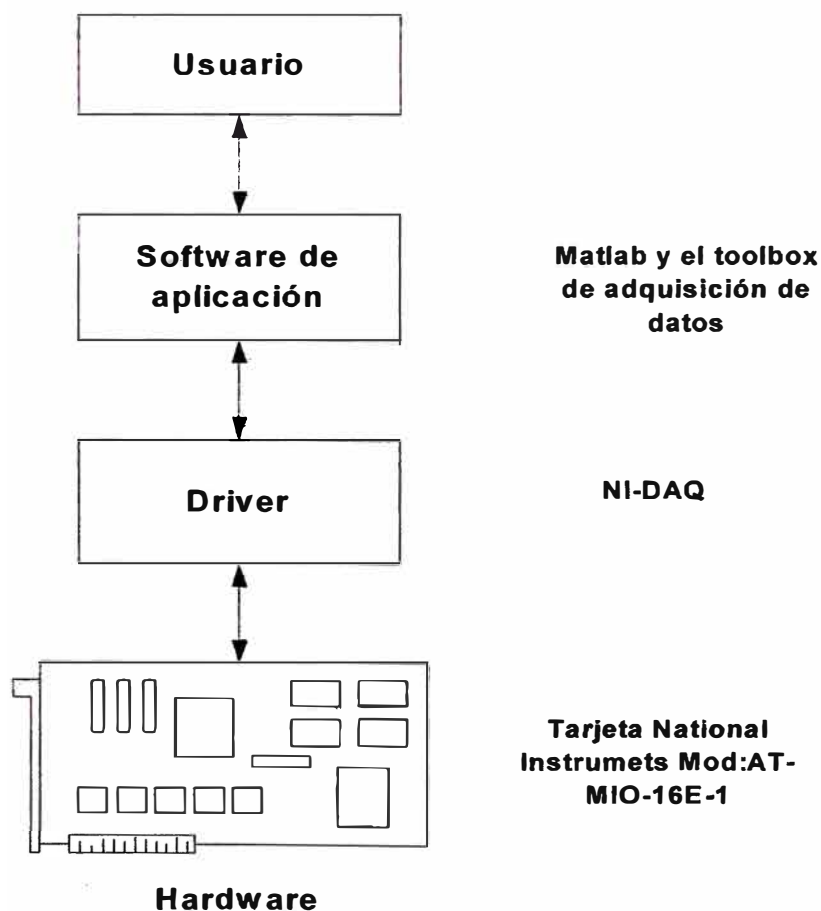 Usuario
Software de
aplicación
Matlab y el toolbox
de adquisición de
datos
Driver
NI-DAQ
Tarjeta National
Instrumets Mod:AT-
MIO-16E-1
Hardware